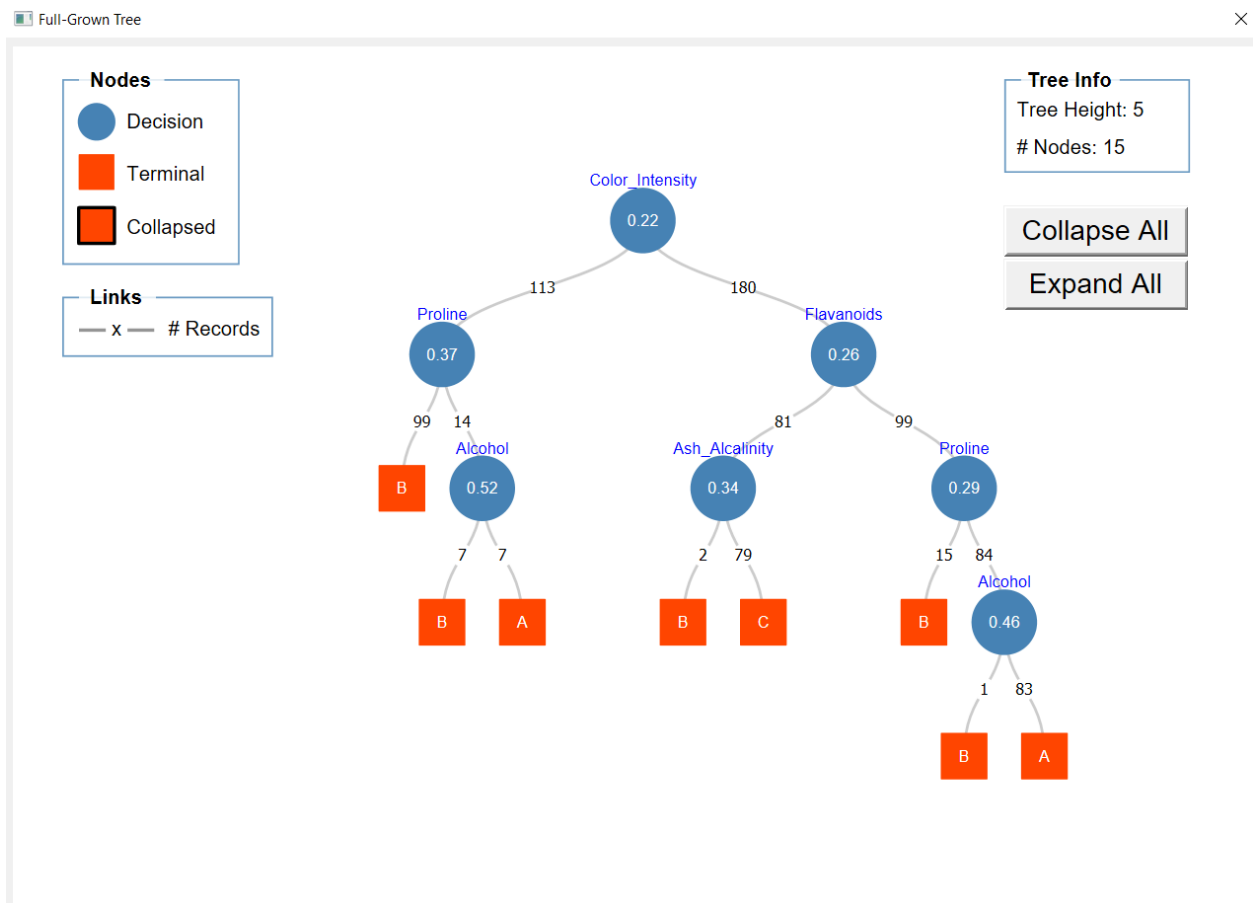 Full-Grown Tree
Nodes
Decision
Terminal
Collapsed
Links
x # Records
Tree Info
Tree Height: 5
# Nodes: 15
Collapse All
Expand All
Color_Intensity
0.22
113 180
Proline Flavanoids
0.37 0.26
99 14 81 99
Alcohol Ash_Alcalinity Proline
B 0.52 0.34 0.29
7 7 2 79 15 84
Alcohol
B A B C B 0.46
1 83
B A